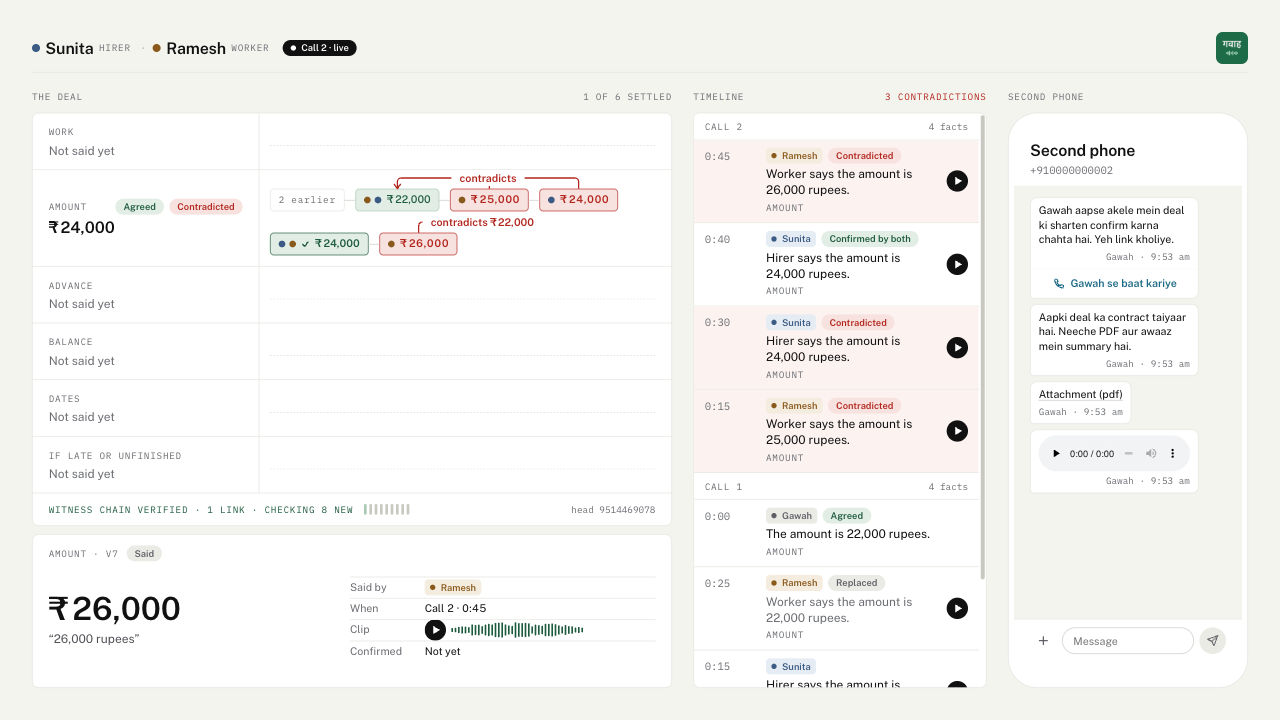 Sunita HIRER · Ramesh WORKER Call 2 · live
गवाह
THE DEAL
1 OF 6 SETTLED
WORK
Not said yet
AMOUNT Agreed Contradicted
₹24,000
contradicts
2 earlier ₹22,000 ₹25,000 ₹24,000
contradicts ₹22,000
₹24,000 ₹26,000
ADVANCE
Not said yet
BALANCE
Not said yet
DATES
Not said yet
IF LATE OR UNFINISHED
Not said yet
WITNESS CHAIN VERIFIED · 1 LINK · CHECKING 8 NEW
head 9514469078
AMOUNT · V7 Said
₹26,000
“26,000 rupees”
Said by Ramesh
When Call 2 · 0:45
Clip
Confirmed Not yet
TIMELINE
3 CONTRADICTIONS
CALL 2 4 facts
0:45 Ramesh Contradicted
Worker says the amount is
26,000 rupees.
AMOUNT
0:40 Sunita Confirmed by both
Hirer says the amount is
24,000 rupees.
AMOUNT
0:30 Sunita Contradicted
Hirer says the amount is
24,000 rupees.
AMOUNT
0:15 Ramesh Contradicted
Worker says the amount is
25,000 rupees.
AMOUNT
CALL 1 4 facts
0:00 Gawah Agreed
The amount is 22,000 rupees.
AMOUNT
0:25 Ramesh Replaced
Worker says the amount is
22,000 rupees.
AMOUNT
0:15 Sunita
Hirer says the amount is
SECOND PHONE
Second phone
+910000000002
Gawah aapse akele mein deal
ki sharten confirm karna
chahta hai. Yeh link kholiye.
Gawah · 9:53 am
Gawah se baat kariye
Aapki deal ka contract taiyaar
hai. Neeche PDF aur awaaz
mein summary hai.
Gawah · 9:53 am
Attachment (pdf)
Gawah · 9:53 am
0:00 / 0:00
Gawah · 9:53 am
Message